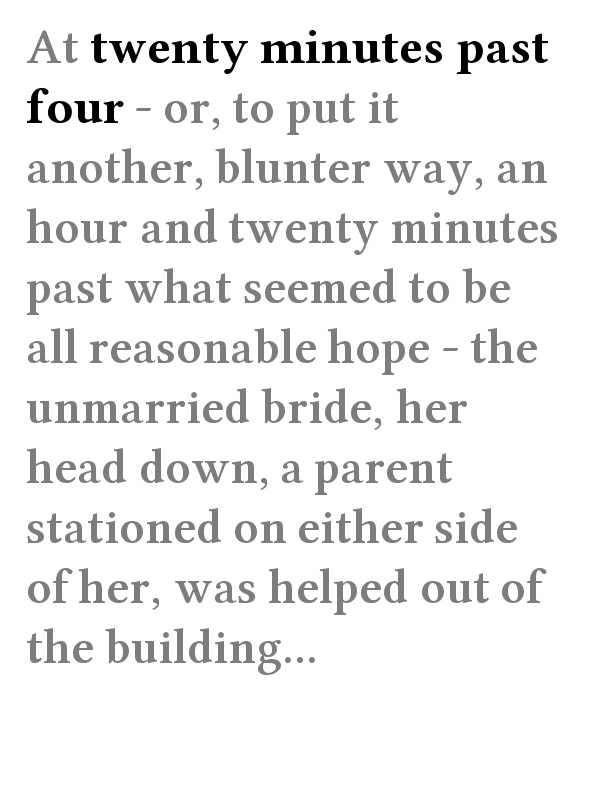 At twenty minutes past
four - or, to put it
another, blunter way, an
hour and twenty minutes
past what seemed to be
all reasonable hope - the
unmarried bride, her
head down, a parent
stationed on either side
of her, was helped out of
the building...